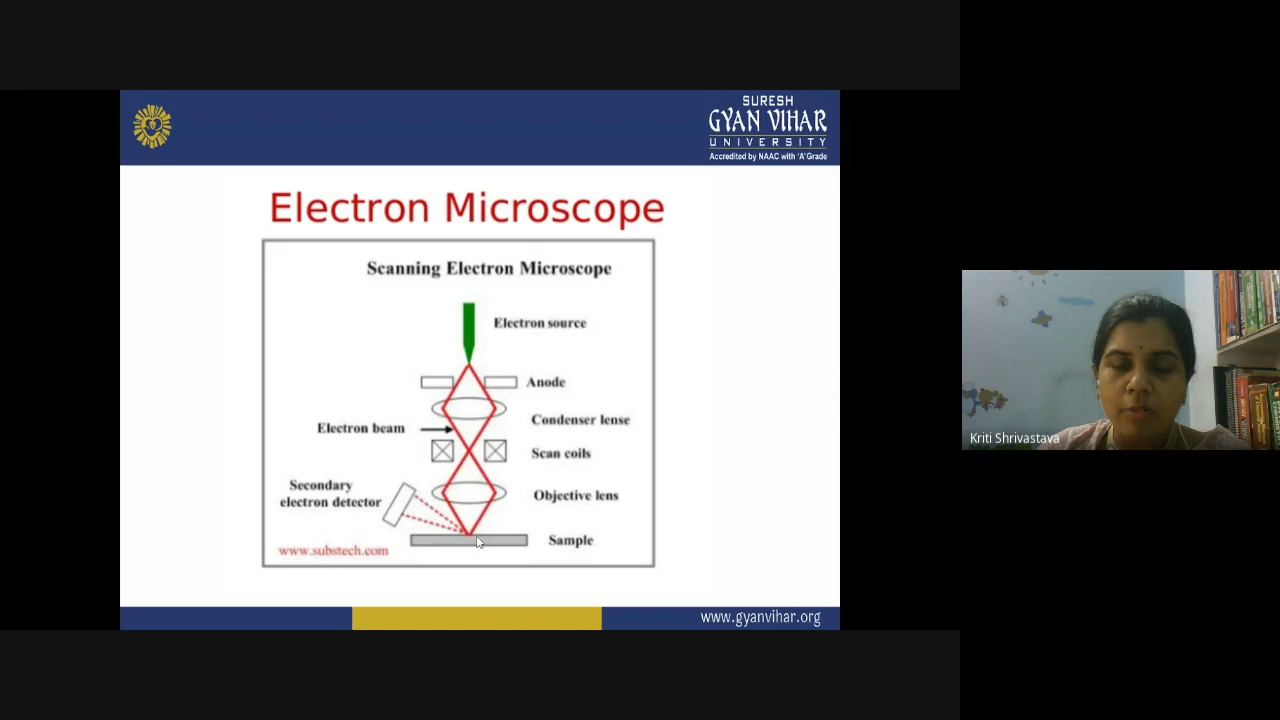 SURESH
GYAN VIHAR
UNIVERSITY
Accredited by NAAC with 'A' Grade
Electron Microscope
Scanning Electron Microscope
Electron source
Anode
Condenser lense
Electron beam
Scan coils
Secondary
electron detector
Objective lens
Sample
www.substech.com
www.gyanvihar.org
Kriti Shrivastava